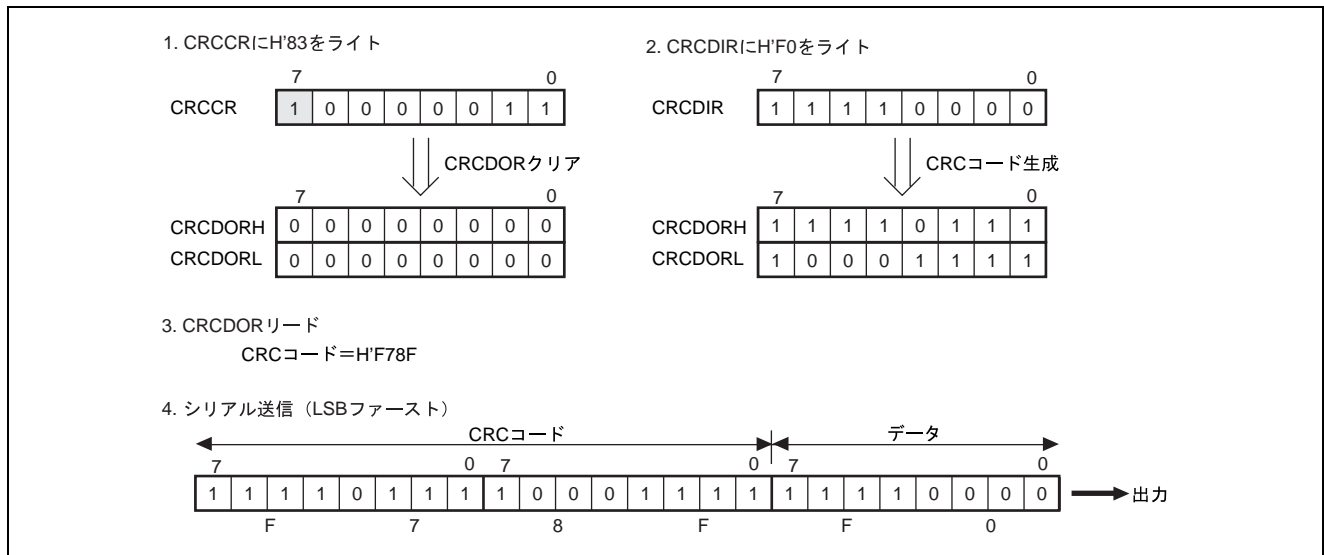 1. CRCCRにH'83をライト
7 0
CRCCR 1 0 0 0 0 0 1 1
CRCDORクリア
7 0
CRCDORH 0 0 0 0 0 0 0 0
CRCDORL 0 0 0 0 0 0 0 0
2. CRCDIRにH'F0をライト
7 0
CRCDIR 1 1 1 1 0 0 0 0
CRCコード生成
7 0
CRCDORH 1 1 1 1 0 1 1 1
CRCDORL 1 0 0 0 1 1 1 1
3. CRCDORリード
CRCコード＝H'F78F
4. シリアル送信（LSBファースト）
CRCコード データ
7 0 7 0 7 0
1 1 1 1 0 1 1 1 1 0 0 0 1 1 1 1 1 1 1 1 0 0 0 0 出力
F 7 8 F F 0